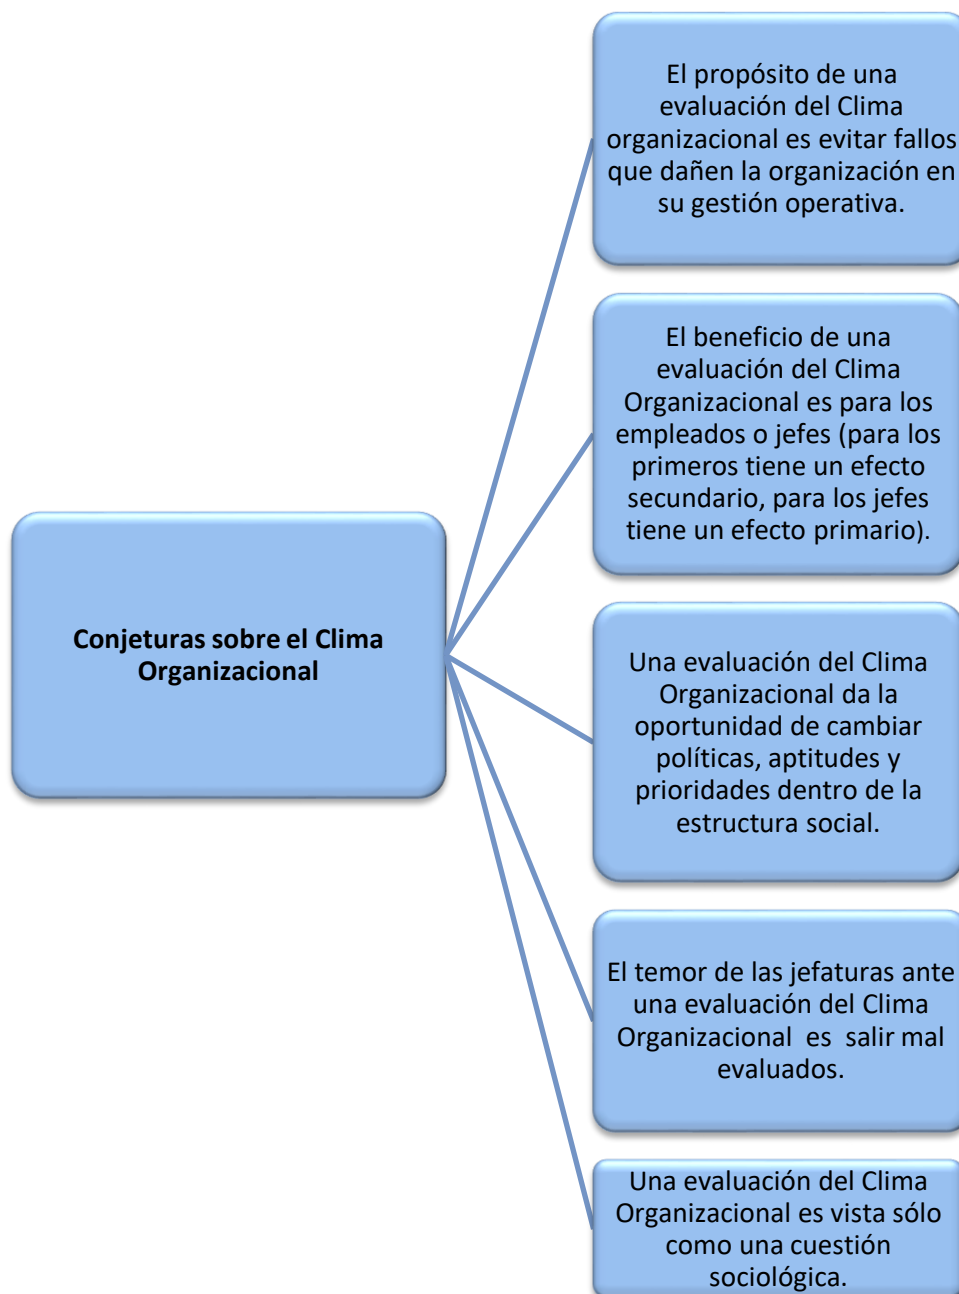 El propósito de una
evaluación del Clima
organizacional es evitar fallos
que dañen la organización en
su gestión operativa.
El beneficio de una
evaluación del Clima
Organizacional es para los
empleados o jefes (para los
primeros tiene un efecto
secundario, para los jefes
tiene un efecto primario).
Conjeturas sobre el Clima
Organizacional
Una evaluación del Clima
Organizacional da la
oportunidad de cambiar
políticas, aptitudes y
prioridades dentro de la
estructura social.
El temor de las jefaturas ante
una evaluación del Clima
Organizacional es salir mal
evaluados.
Una evaluación del Clima
Organizacional es vista sólo
como una cuestión
sociológica.